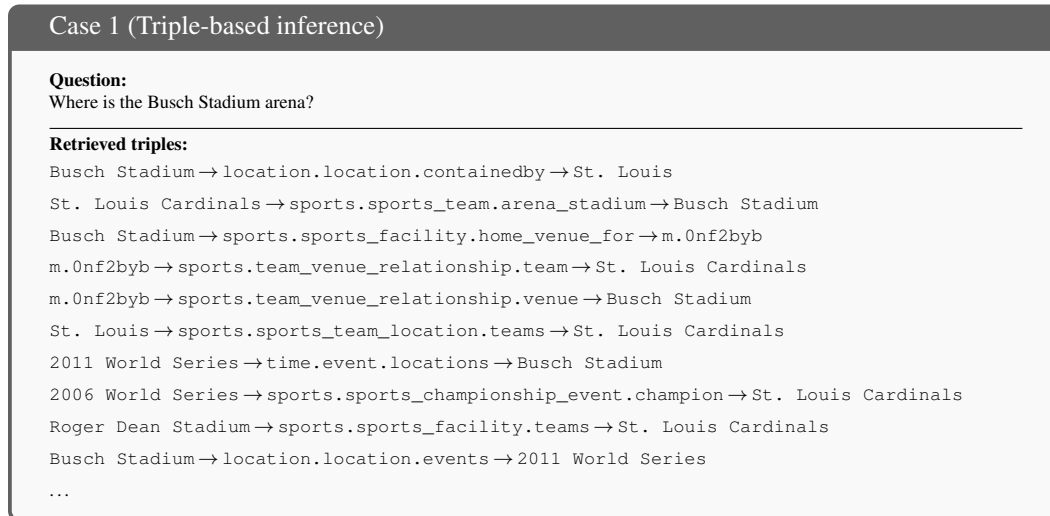 Case 1 (Triple-based inference)
Question:
Where is the Busch Stadium arena?
Retrieved triples:
Busch Stadium→location.location.containedby→St. Louis
St. Louis Cardinals→sports.sports_team.arena_stadium→Busch Stadium
Busch Stadium→sports.sports_facility.home_venue_for→m.0nf2byb
m.0nf2byb→sports.team_venue_relationship.team→St. Louis Cardinals
m.0nf2byb→sports.team_venue_relationship.venue→Busch Stadium
St. Louis→sports.sports_team_location.teams→St. Louis Cardinals
2011 World Series→time.event.locations→Busch Stadium
2006 World Series→sports.sports_championship_event.champion→St. Louis Cardinals
Roger Dean Stadium→sports.sports_facility.teams→St. Louis Cardinals
Busch Stadium→location.location.events→2011 World Series
...